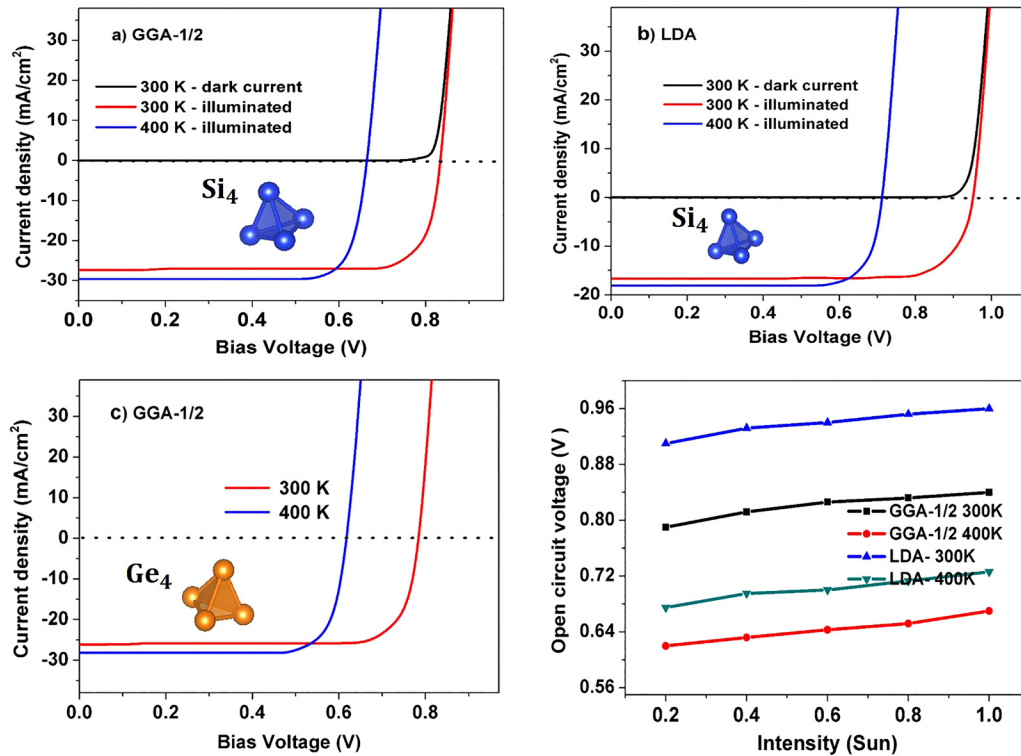 a) GGA-1/2
300 K - dark current
300 K - illuminated
400 K - illuminated
Si4
Current density (mA/cm²)
30
20
10
0
-10
-20
-30
0.0 0.2 0.4 0.6 0.8
Bias Voltage (V)
b) LDA
300 K - dark current
300 K - illuminated
400 K - illuminated
Si4
Current density (mA/cm²)
30
20
10
0
-10
-20
0.0 0.2 0.4 0.6 0.8 1.0
Bias Voltage (V)
c) GGA-1/2
300 K
400 K
Ge4
Current density (mA/cm²)
30
20
10
0
-10
-20
-30
0.0 0.2 0.4 0.6 0.8
Bias Voltage (V)
Open circuit voltage (V)
0.96
0.88
0.80
0.72
0.64
0.56
GGA-1/2 300K
GGA-1/2 400K
LDA- 300K
LDA- 400K
0.2 0.4 0.6 0.8 1.0
Intensity (Sun)